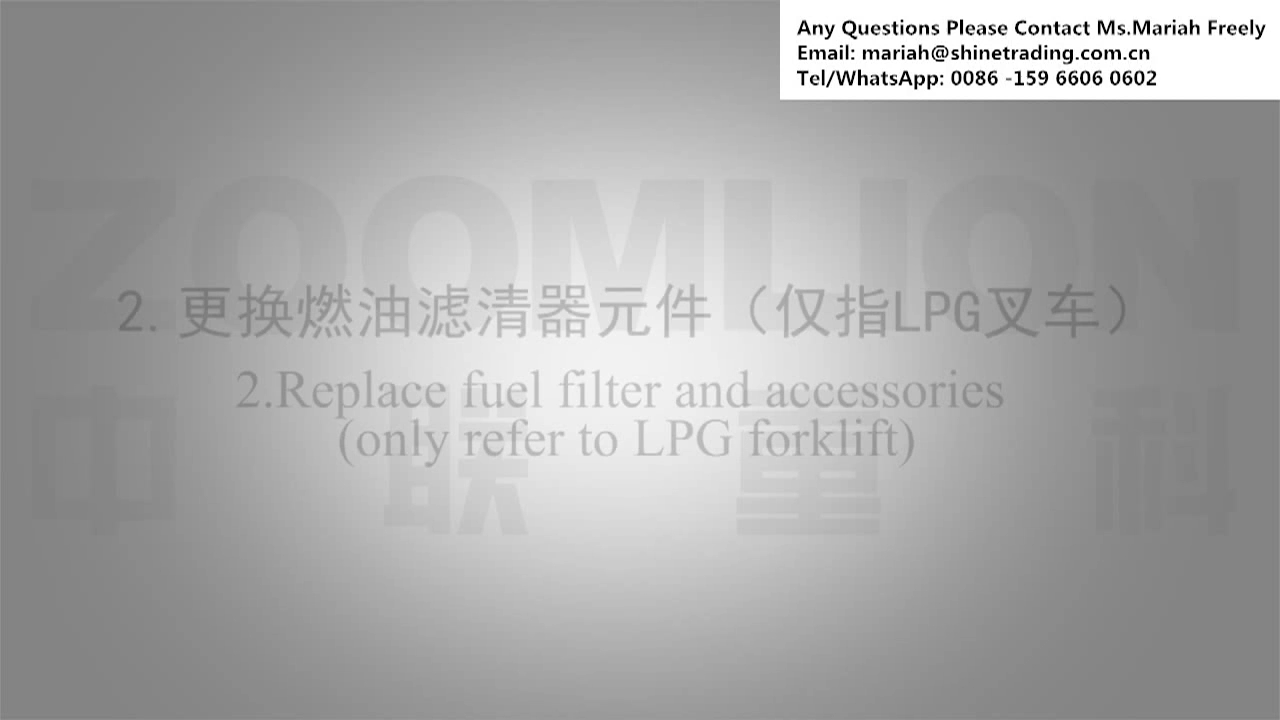 Any Questions Please Contact Ms.Mariah Freely
Email: mariah@shinetrading.com.cn
Tel/WhatsApp: 0086 -159 6606 0602
ZOOMLION
2. 更换燃油滤清器元件（仅指LPG叉车）
2.Replace fuel filter and accessories
(only refer to LPG forklift)
中联重科